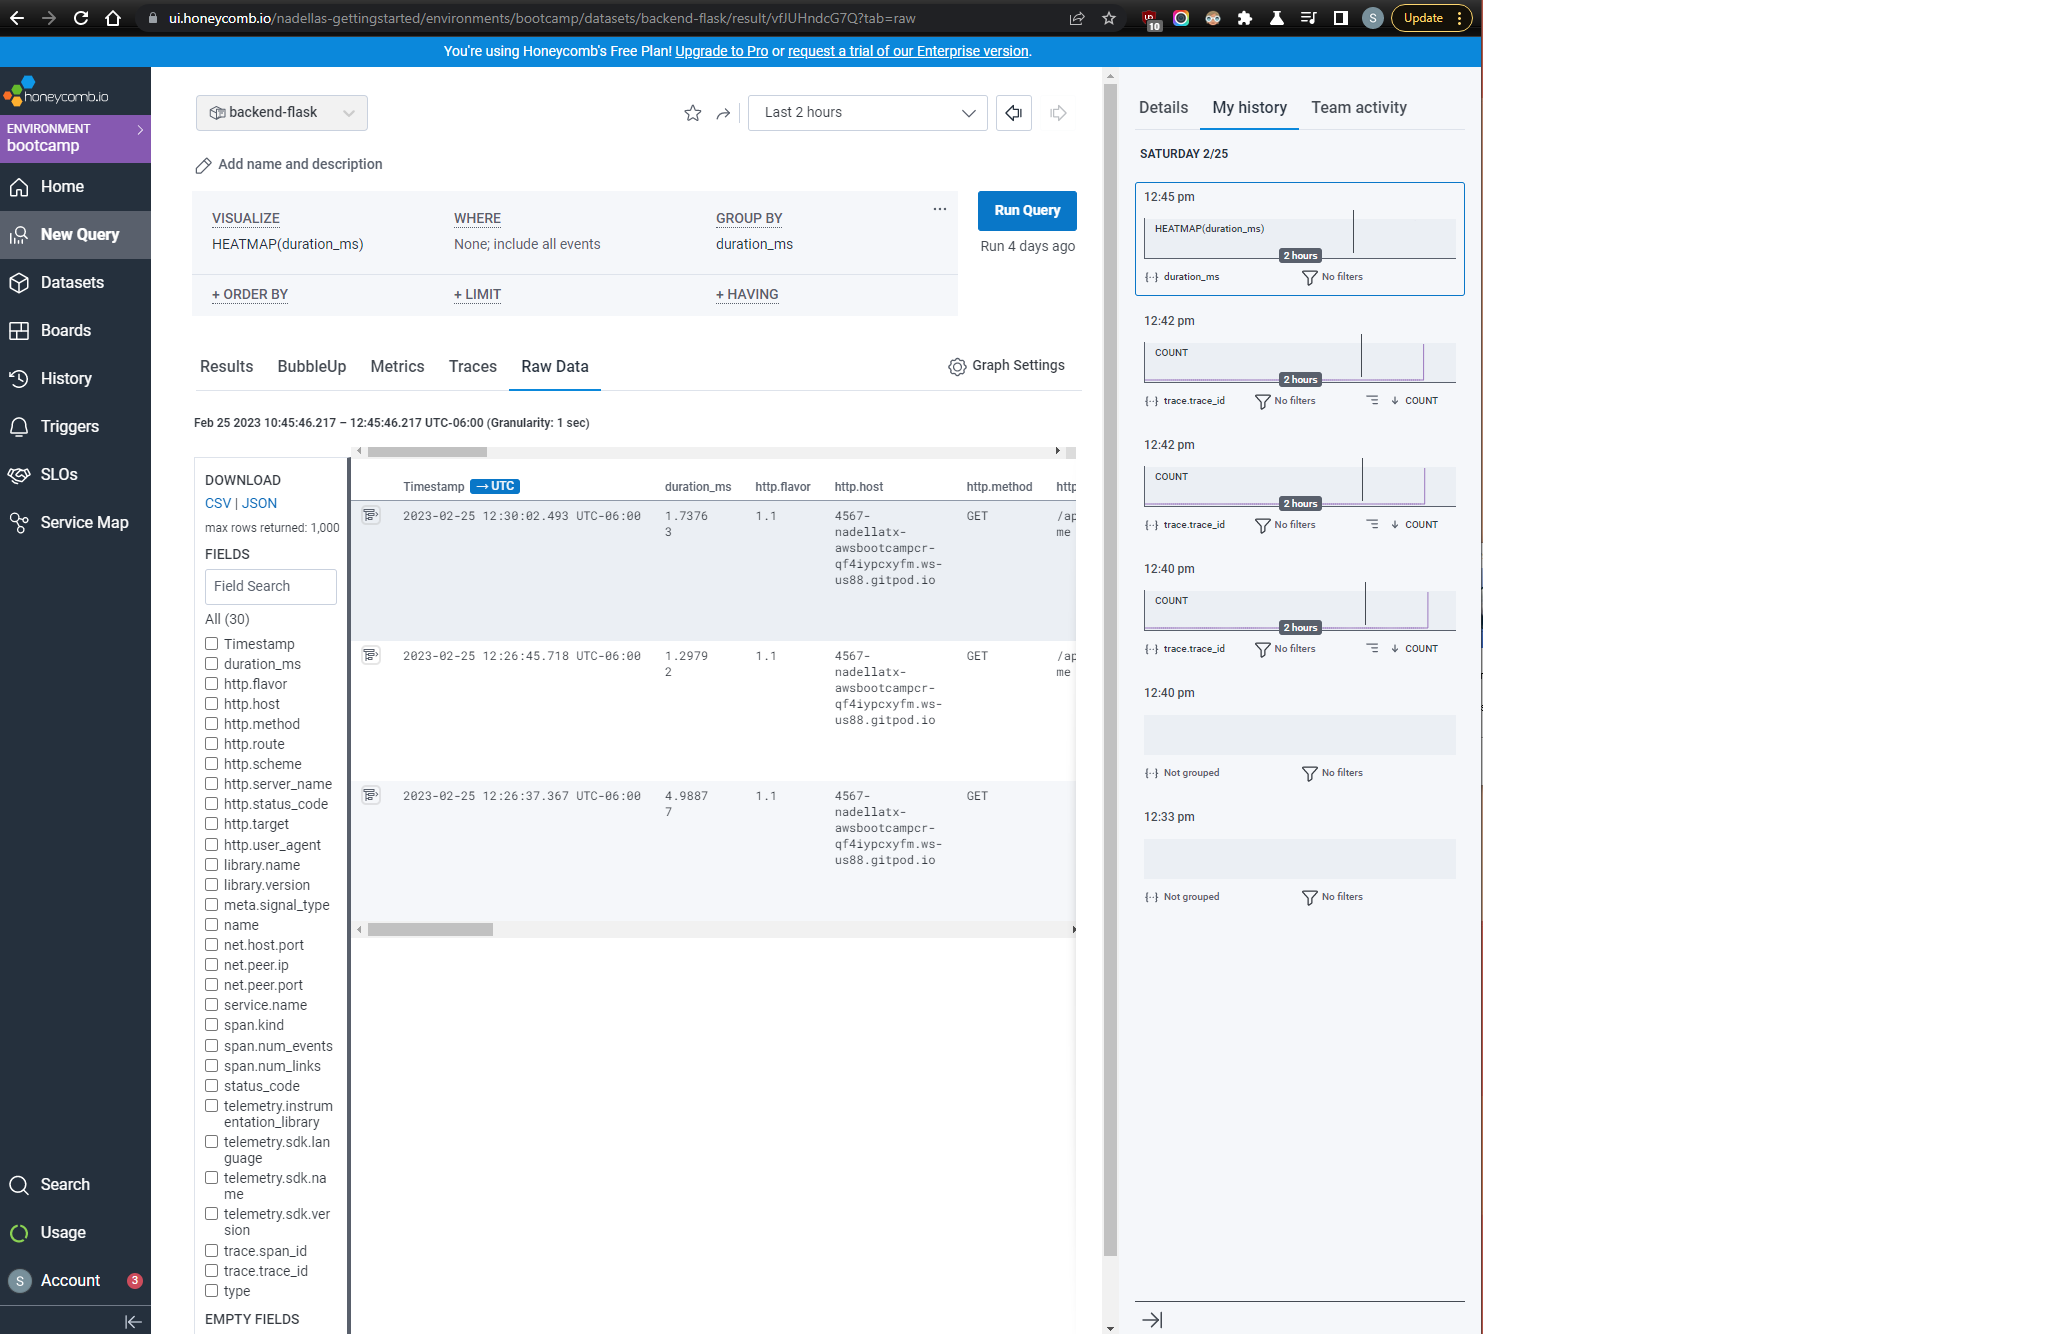 ui.honeycomb.io/nadellas-gettingstarted/environments/bootcamp/datasets/backend-flask/result/vfJUHndcG7Q?tab=raw
10
S
Update
You're using Honeycomb's Free Plan! Upgrade to Pro or request a trial of our Enterprise version.
honeycomb.io
ENVIRONMENT
bootcamp
Home
New Query
Datasets
Boards
History
Triggers
SLOs
Service Map
Search
Usage
S Account 3
backend-flask
Last 2 hours
Add name and description
VISUALIZE
HEATMAP(duration_ms)
WHERE
None; include all events
GROUP BY
duration_ms
+ ORDER BY
+ LIMIT
+ HAVING
Run Query
Run 4 days ago
Results BubbleUp Metrics Traces Raw Data
Graph Settings
Feb 25 2023 10:45:46.217 – 12:45:46.217 UTC-06:00 (Granularity: 1 sec)
DOWNLOAD
CSV | JSON
max rows returned: 1,000
FIELDS
Field Search
All (30)
Timestamp
duration_ms
http.flavor
http.host
http.method
http.route
http.scheme
http.server_name
http.status_code
http.target
http.user_agent
library.name
library.version
meta.signal_type
name
net.host.port
net.peer.ip
net.peer.port
service.name
span.kind
span.num_events
span.num_links
status_code
telemetry.instrum
entation_library
telemetry.sdk.lan
guage
telemetry.sdk.na
me
telemetry.sdk.ver
sion
trace.span_id
trace.trace_id
type
EMPTY FIELDS
Timestamp → UTC duration_ms http.flavor http.host http.method http
2023-02-25 12:30:02.493 UTC-06:00 1.7376 1.1 4567- GET /ap
3 nadellatx- me
awsbootcampcr-
qf4iypcxyfm.ws-
us88.gitpod.io
2023-02-25 12:26:45.718 UTC-06:00 1.2979 1.1 4567- GET /ap
2 nadellatx- me
awsbootcampcr-
qf4iypcxyfm.ws-
us88.gitpod.io
2023-02-25 12:26:37.367 UTC-06:00 4.9887 1.1 4567- GET
7 nadellatx-
awsbootcampcr-
qf4iypcxyfm.ws-
us88.gitpod.io
Details My history Team activity
SATURDAY 2/25
12:45 pm
HEATMAP(duration_ms)
2 hours
duration_ms No filters
12:42 pm
COUNT
2 hours
trace.trace_id No filters COUNT
12:42 pm
COUNT
2 hours
trace.trace_id No filters COUNT
12:40 pm
COUNT
2 hours
trace.trace_id No filters COUNT
12:40 pm
Not grouped No filters
12:33 pm
Not grouped No filters